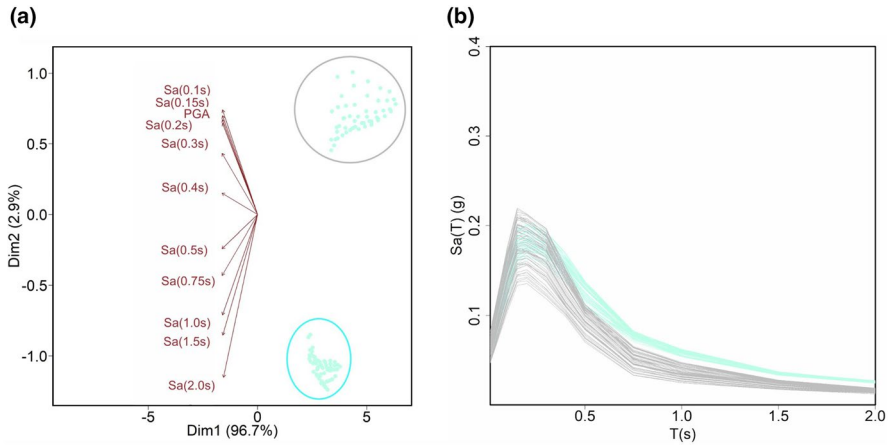 (a)
1.0
0.5
0.0
-0.5
-1.0
Dim2 (2.9%)
Sa(0.1s)
Sa(0.15s)
PGA
Sa(0.2s)
Sa(0.3s)
Sa(0.4s)
Sa(0.5s)
Sa(0.75s)
Sa(1.0s)
Sa(1.5s)
Sa(2.0s)
-5
0
5
Dim1 (96.7%)
(b)
0.4
0.3
0.2
0.1
Sa(T) (g)
0.5
1.0
1.5
2.0
T(s)